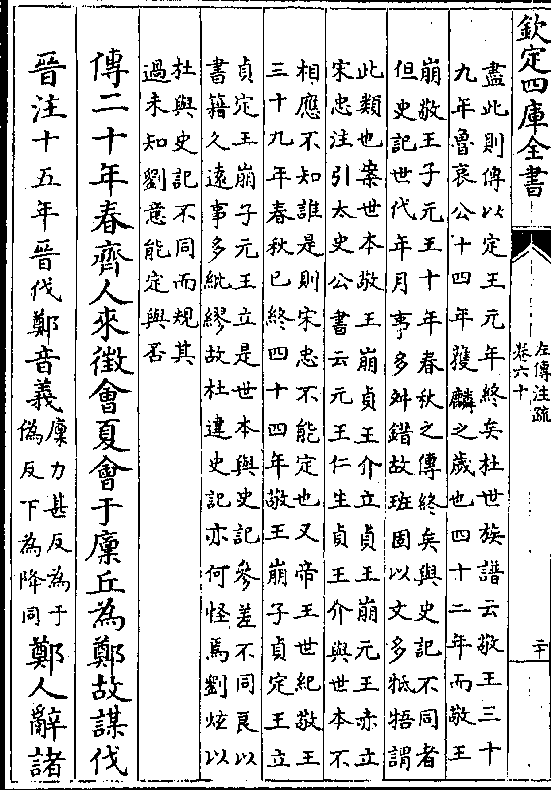 欽定四庫全書
左傳注疏
卷六十
二十
盡此則傳以定王元年終矣杜世族譜云敬王三十
九年魯哀公十四年獲麟之歲也四十二年而敬王
崩敬王子元王十年春秋之傳終矣與史記不同者
但史記世代年月事多舛錯故班固以文多牴牾謂
此類也案世本敬王崩貞王介立貞王崩元王赤立
宋忠注引太史公書云元王仁生貞王介與世本不
相應不知誰是則宋忠不能定也又帝王世紀敬王
三十九年春秋巳終四十四年敬王崩子貞定王立
貞定王崩子元王立是世本與史記參差不同良以
書籍久遠事多紕繆故杜違史記亦何怪焉劉炫以
杜與史記不同而規其
過未知劉意能定與否
傳二十年春齊人來徵會夏會于廩丘為鄭故謀伐
晉注十五年晉伐鄭音義廩力甚反為于
偽反下為降同鄭人辭諸